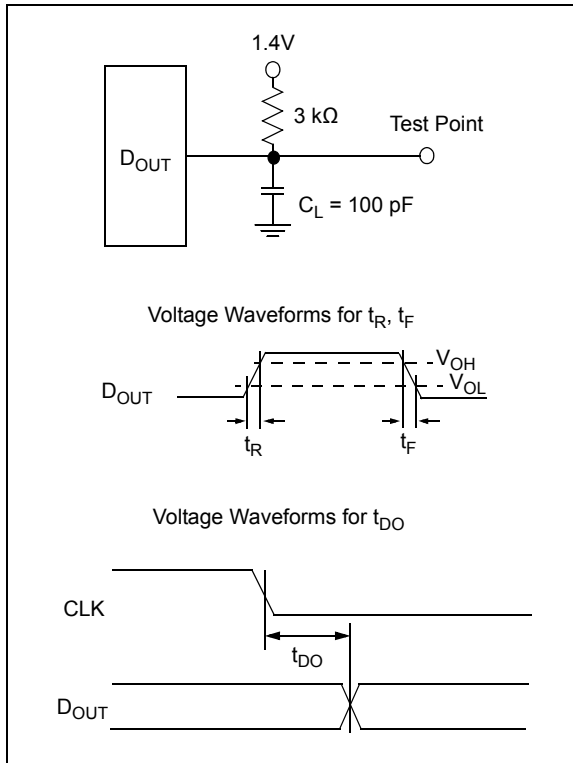 1.4V
3 kΩ
Test Point
DOUT
CL = 100 pF
Voltage Waveforms for tR, tF
VOH
DOUT
VOL
tR
tF
Voltage Waveforms for tDO
CLK
tDO
DOUT